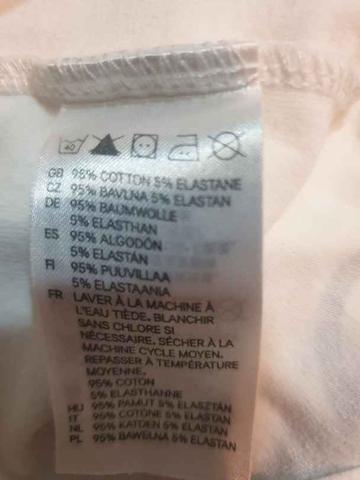 40
GB 95% COTTON 5% ELASTANE
CZ 95% BAVLNA 5% ELASTAN
DE 95% BAUMWOLLE
5% ELASTHAN
ES 95% ALGODÓN
5% ELASTÁN
FI 95% PUUVILLAA
5% ELASTAANIA
FR LAVER À LA MACHINE À
L'EAU TIÈDE. BLANCHIR
SANS CHLORE SI
NÉCESSAIRE. SÉCHER À LA
MACHINE CYCLE MOYEN.
REPASSER À TEMPÉRATURE
MOYENNE.
95% COTON
5% ELASTHANNE
HU 95% PAMUT 5% ELASZTÁN
IT 95% COTONE 5% ELASTAN
NL 95% KATOEN 5% ELASTAN
PL 95% BAWEŁNA 5% ELASTAN